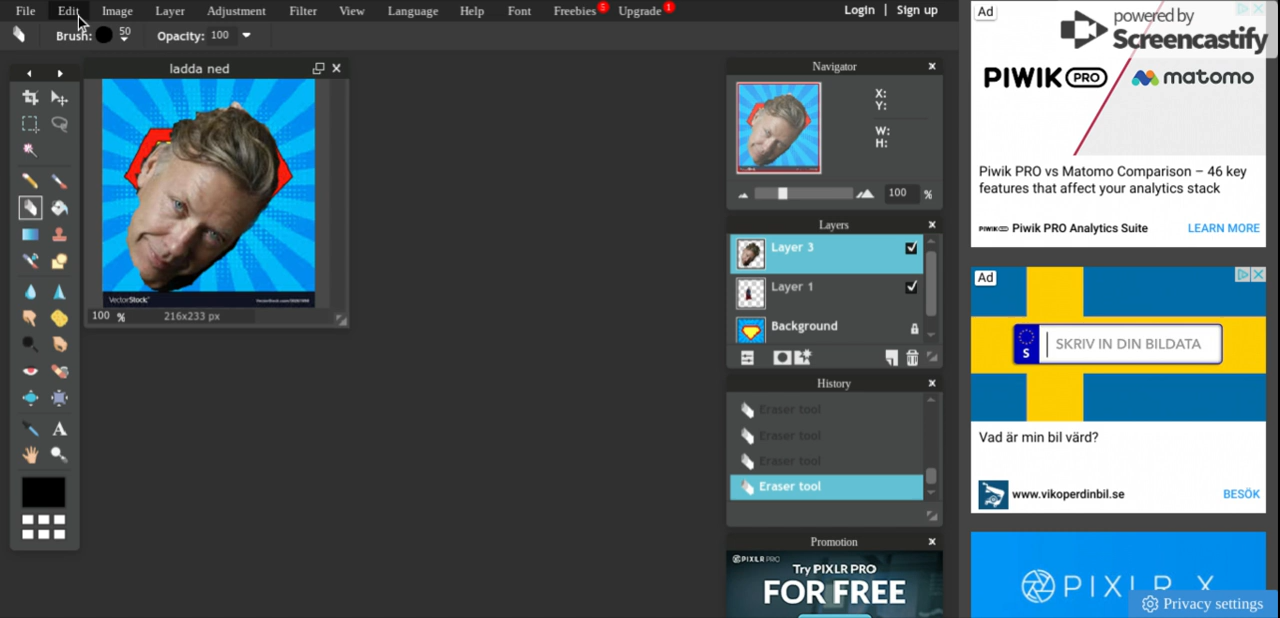 File Edit Image Layer Adjustment Filter View Language Help Font Freebies 5 Upgrade 1 Login | Sign up
Brush: 50 Opacity: 100
ladda ned
VectorStock
100 % 216x233 px
Navigator
X:
Y:
W:
H:
100 %
Layers
Layer 3
Layer 1
Background
History
Eraser tool
Eraser tool
Eraser tool
Eraser tool
Promotion
PIXLR PRO
Try PIXLR PRO
FOR FREE
Ad
powered by
Screencastify
PIWIK PRO matomo
Piwik PRO vs Matomo Comparison – 46 key
features that affect your analytics stack
PIWIK PRO Piwik PRO Analytics Suite LEARN MORE
Ad
S SKRIV IN DIN BILDATA
Vad är min bil värd?
www.vikoperdinbil.se BESÖK
PIXLR X
Privacy settings
A